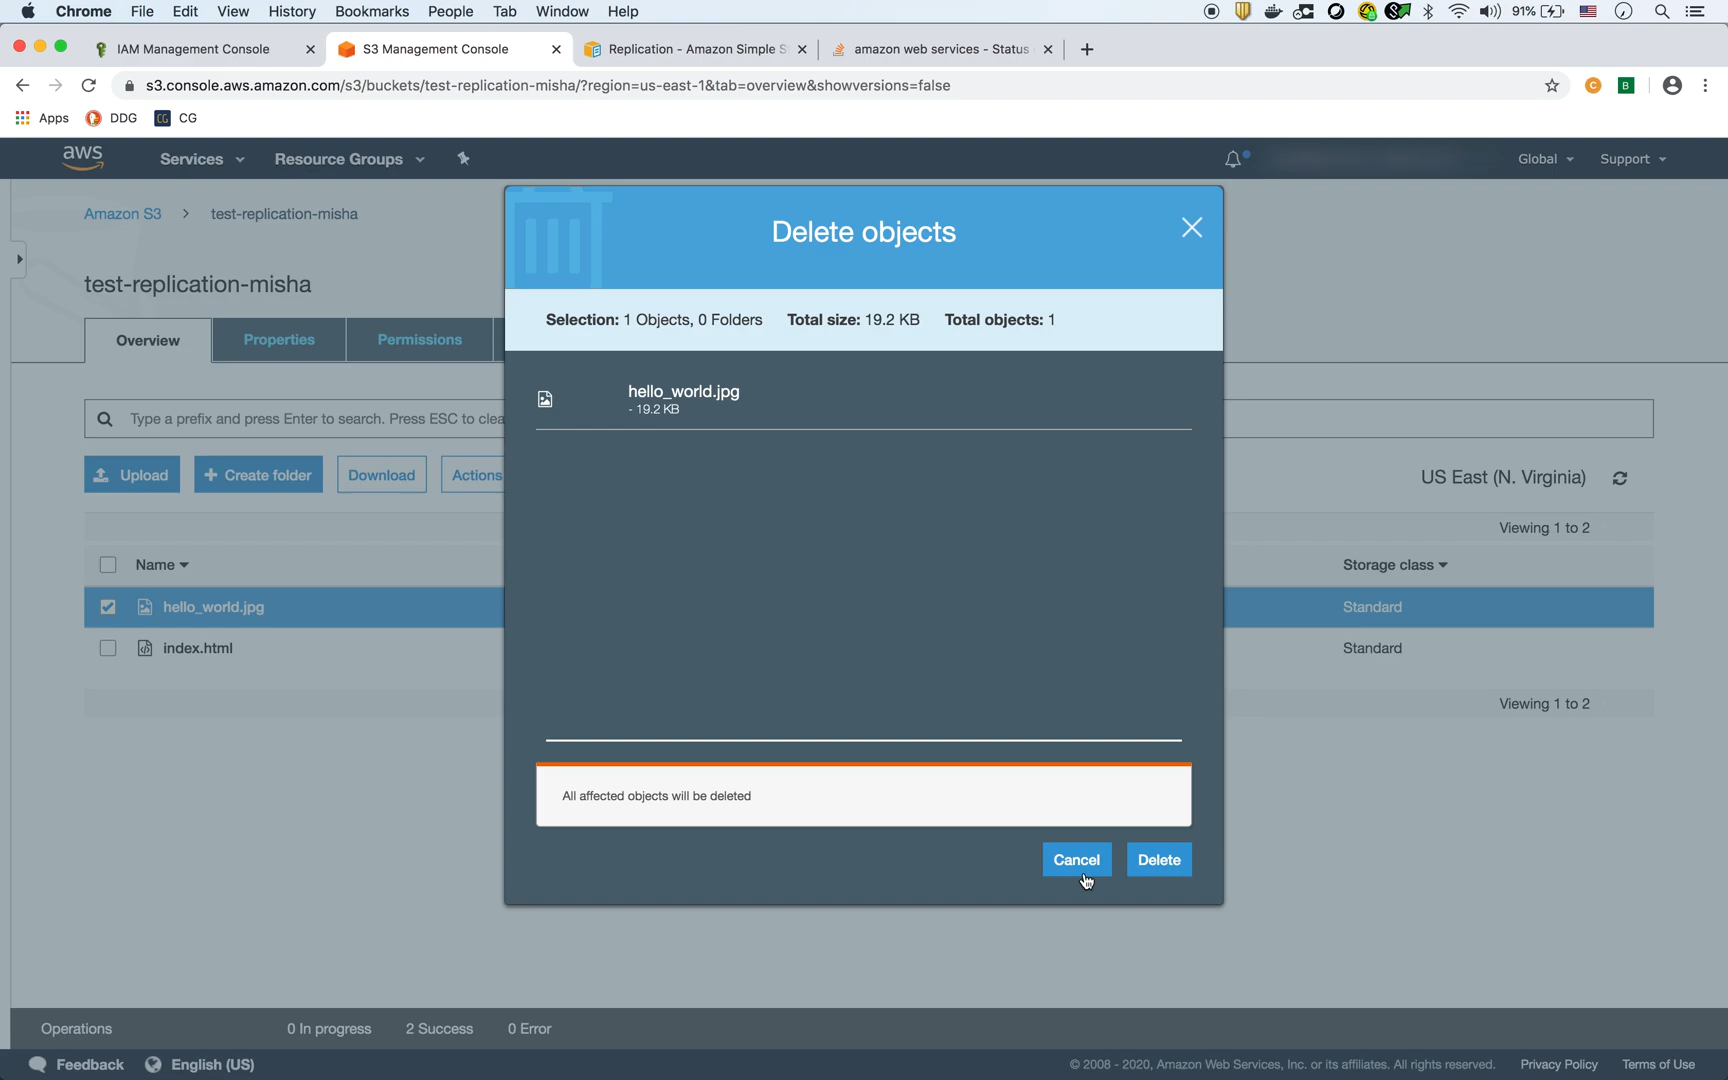 Chrome File Edit View History Bookmarks People Tab Window Help 91%
IAM Management Console
S3 Management Console
Replication - Amazon Simple S
amazon web services - Status
s3.console.aws.amazon.com/s3/buckets/test-replication-misha/?region=us-east-1&tab=overview&showversions=false
C
B
Apps DDG CG CG
aws Services Resource Groups Global Support
Amazon S3 > test-replication-misha
Delete objects
test-replication-misha
Selection: 1 Objects, 0 Folders Total size: 19.2 KB Total objects: 1
Overview Properties Permissions
hello_world.jpg
- 19.2 KB
Type a prefix and press Enter to search. Press ESC to clea
Upload + Create folder Download Actions US East (N. Virginia)
Viewing 1 to 2
Name Storage class
hello_world.jpg Standard
index.html Standard
Viewing 1 to 2
All affected objects will be deleted
Cancel Delete
Operations 0 In progress 2 Success 0 Error
Feedback English (US) © 2008 - 2020, Amazon Web Services, Inc. or its affiliates. All rights reserved. Privacy Policy Terms of Use